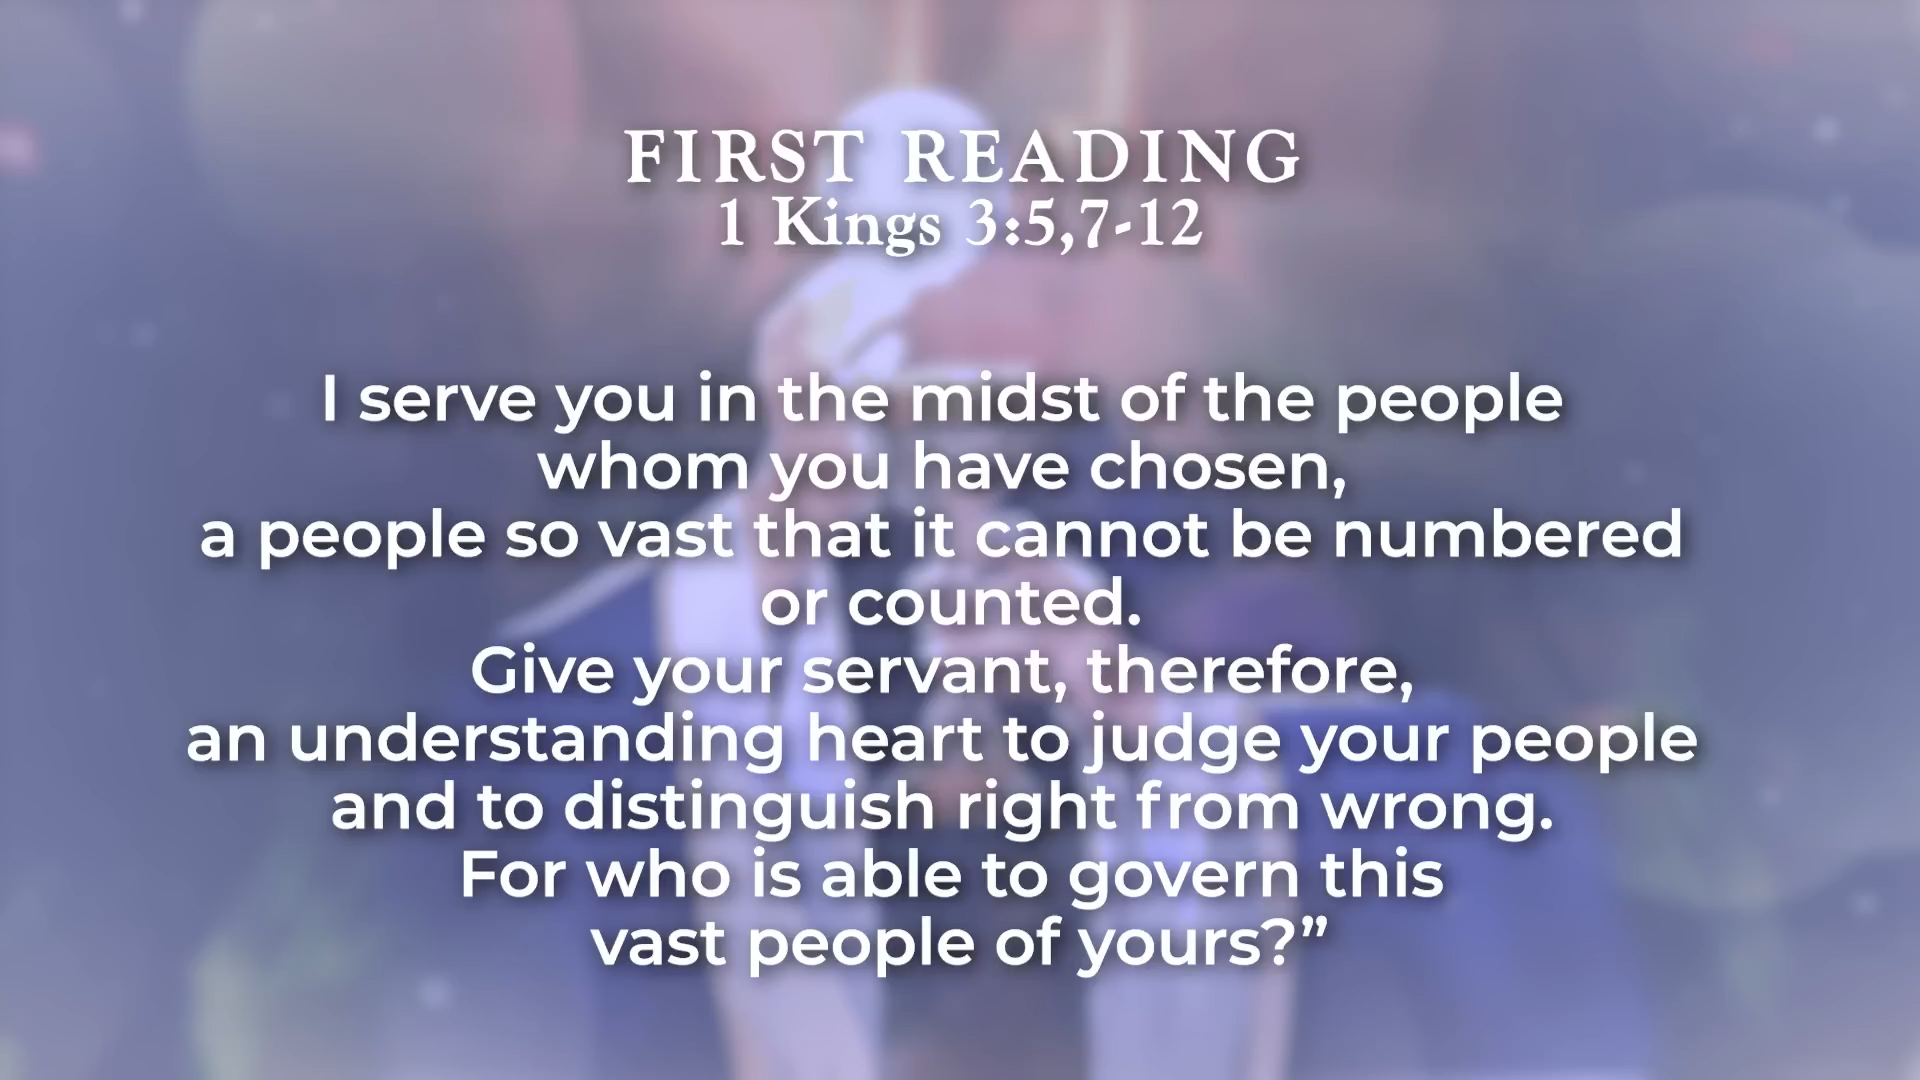 FIRST READING
1 Kings 3:5,7-12
I serve you in the midst of the people
whom you have chosen,
a people so vast that it cannot be numbered
or counted.
Give your servant, therefore,
an understanding heart to judge your people
and to distinguish right from wrong.
For who is able to govern this
vast people of yours?”